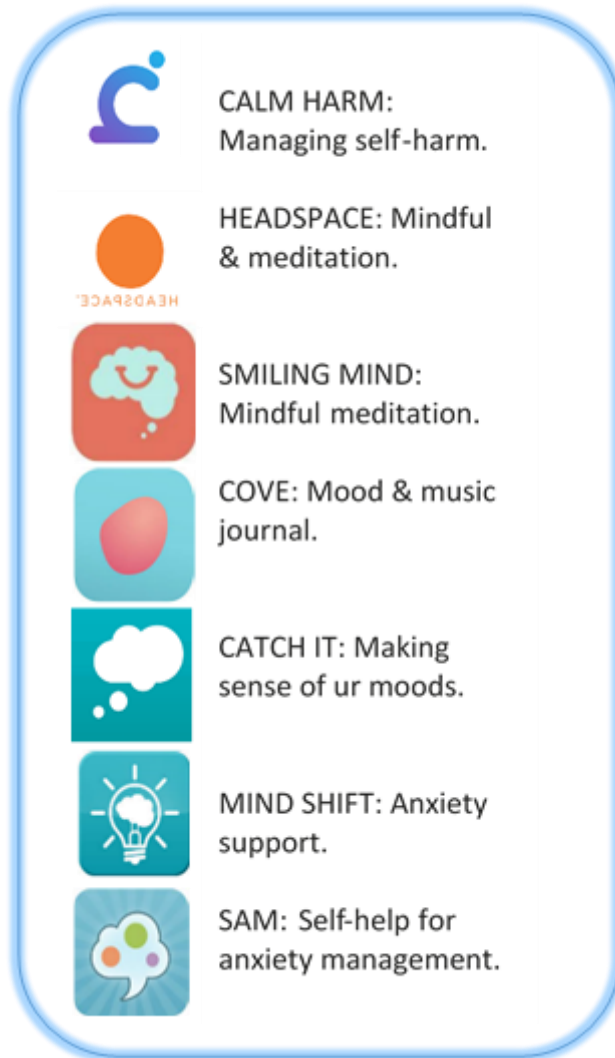 CALM HARM:
Managing self-harm.
HEADSPACE: Mindful
& meditation.
HEADSPACE™
SMILING MIND:
Mindful meditation.
COVE: Mood & music
journal.
CATCH IT: Making
sense of ur moods.
MIND SHIFT: Anxiety
support.
SAM: Self-help for
anxiety management.